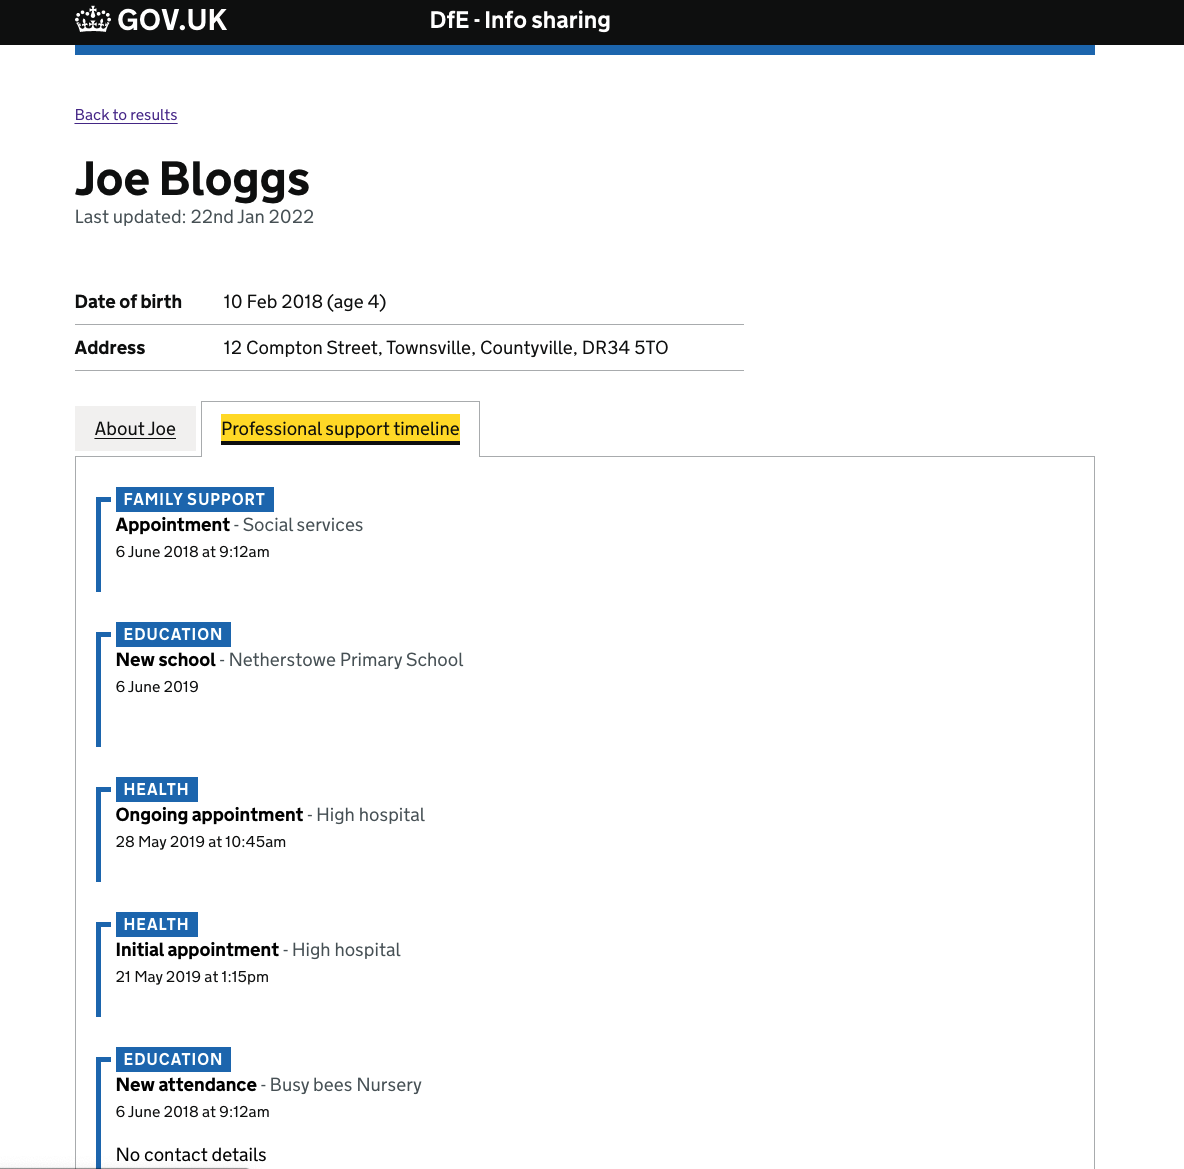 GOV.UK DfE - Info sharing
Back to results
Joe Bloggs
Last updated: 22nd Jan 2022
Date of birth 10 Feb 2018 (age 4)
Address 12 Compton Street, Townsville, Countyville, DR34 5TO
About Joe Professional support timeline
FAMILY SUPPORT
Appointment - Social services
6 June 2018 at 9:12am
EDUCATION
New school - Netherstowe Primary School
6 June 2019
HEALTH
Ongoing appointment - High hospital
28 May 2019 at 10:45am
HEALTH
Initial appointment - High hospital
21 May 2019 at 1:15pm
EDUCATION
New attendance - Busy bees Nursery
6 June 2018 at 9:12am
No contact details